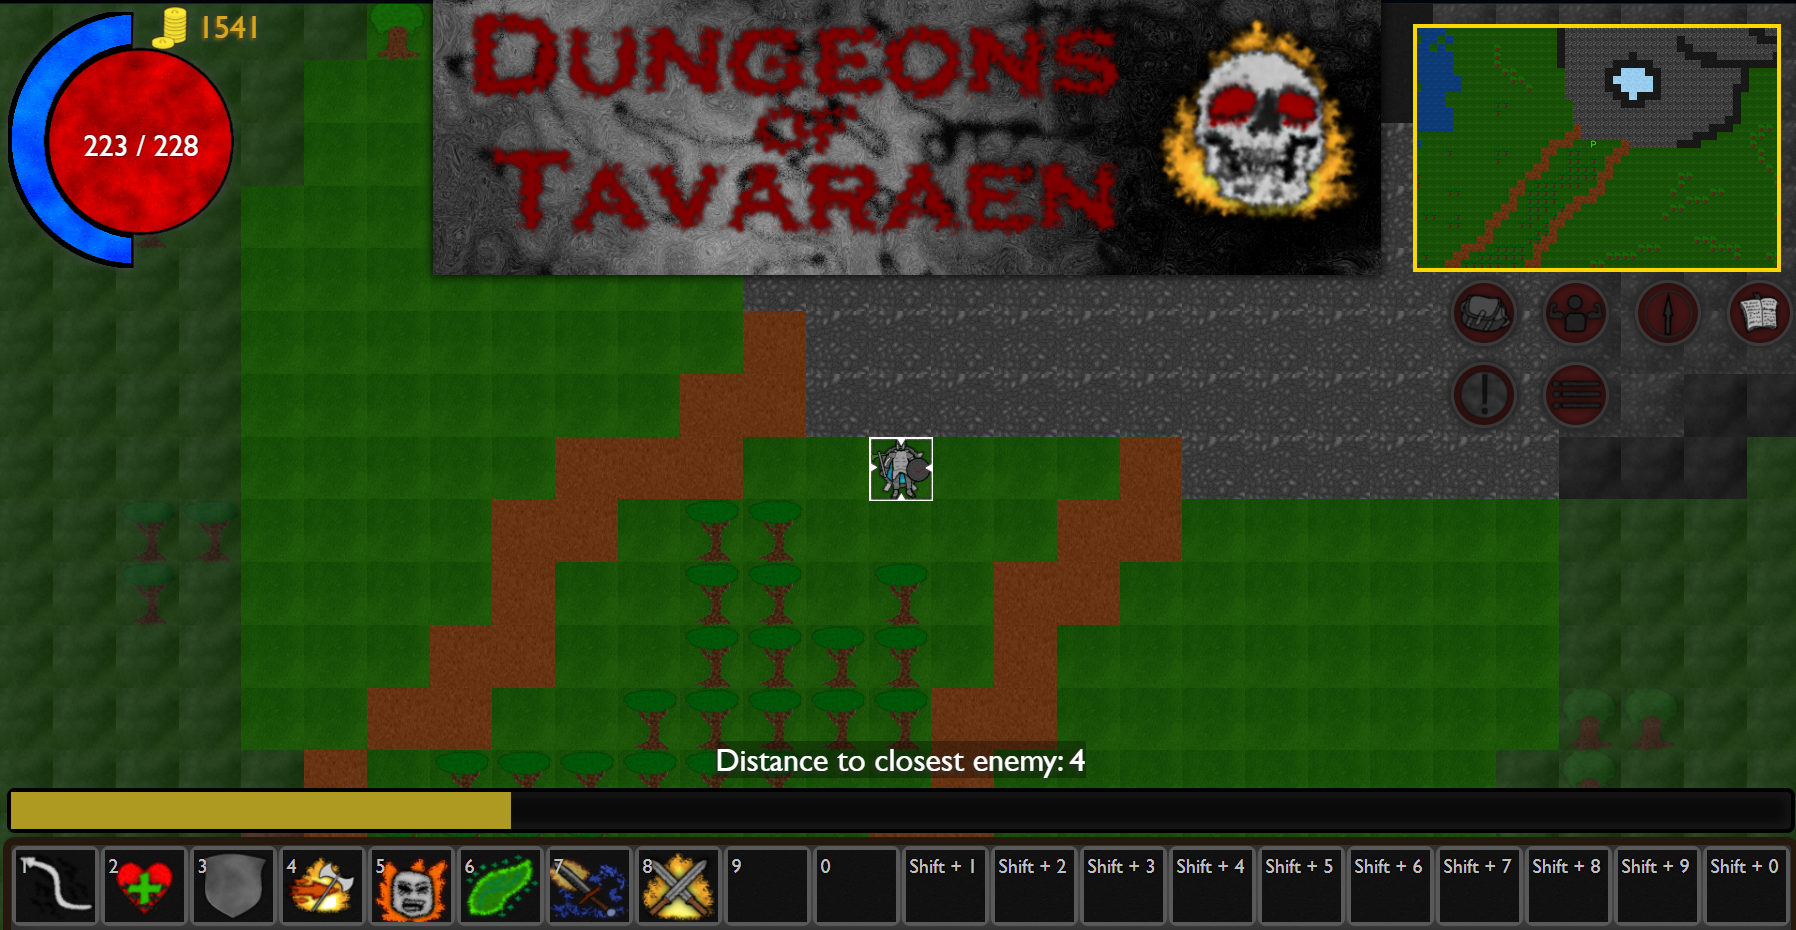 1541
DUNGEONS
OF
TAVARAEN
223 / 228
P
Distance to closest enemy: 4
1 2 3 4 5 6 7 8 9 0 Shift + 1 Shift + 2 Shift + 3 Shift + 4 Shift + 5 Shift + 6 Shift + 7 Shift + 8 Shift + 9 Shift + 0